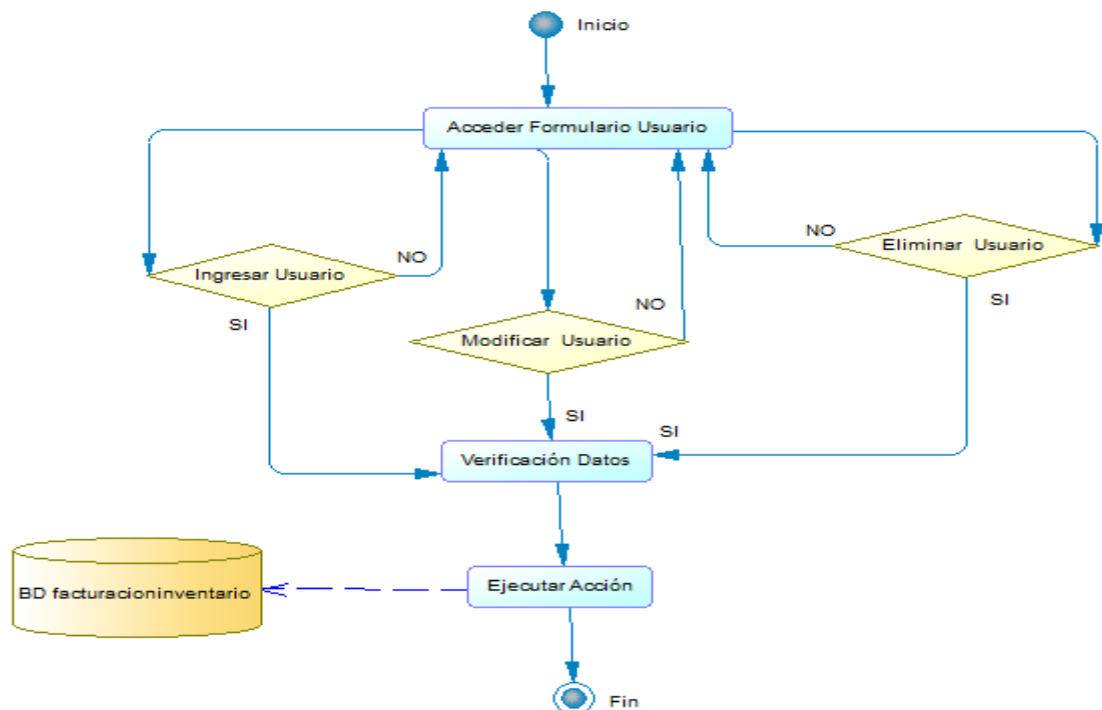 Inicio
Acceder Formulario Usuario
NO
Eliminar Usuario
NO
Ingresar Usuario
SI
NO
SI
Modificar Usuario
SI
SI
Verificación Datos
Ejecutar Acción
BD facturacioninventario
Fin